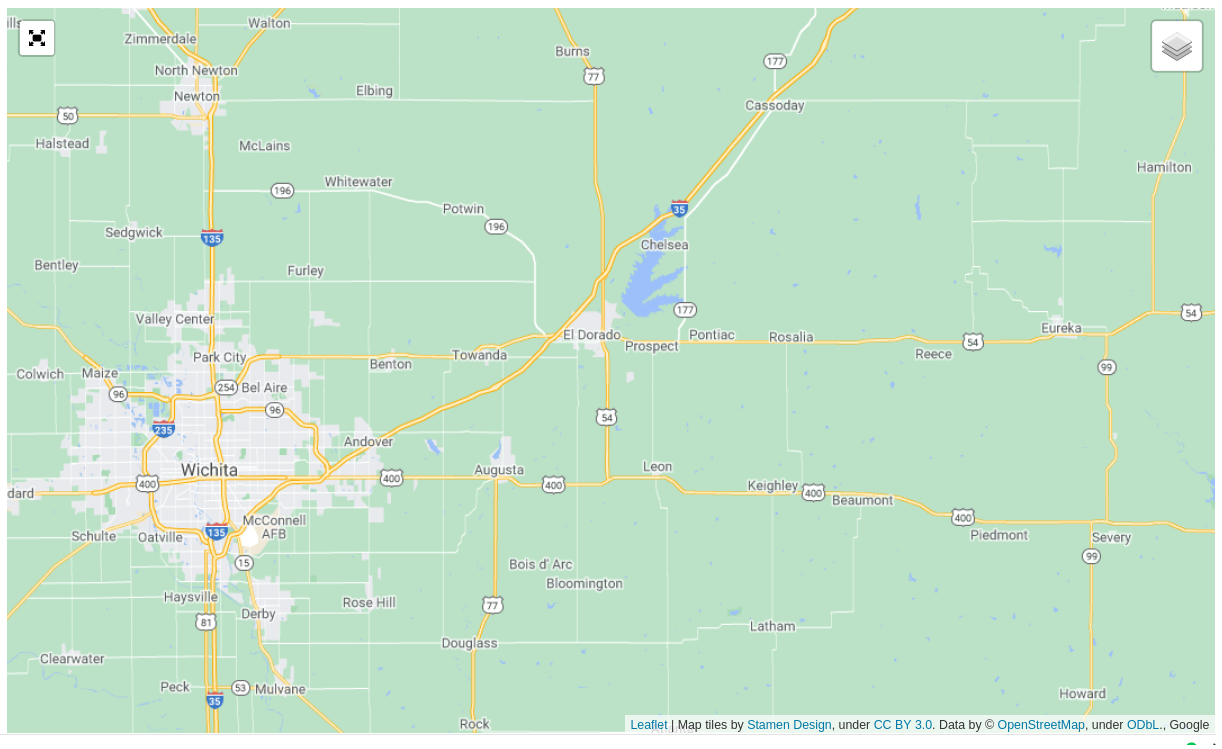 Walton
Zimmerdale
Burns
77
177
North Newton
Newton
Elbing
Cassoday
50
Halstead
McLains
Hamilton
Whitewater
196
Potwin
35
196
Sedgwick
135
Chelsea
Bentley
Furley
177
54
Valley Center
El Dorado
Pontiac
Rosalia
Eureka
Prospect
54
Park City
Towanda
Reece
Benton
99
Colwich
Maize
254
Bel Aire
96
96
54
235
Andover
Wichita
Augusta
Leon
400
400
400
Keighley
400
dard
Beaumont
400
McConnell
AFB
135
Schulte
Oatville
Piedmont
Severy
99
15
Bois d' Arc
Bloomington
Haysville
Rose Hill
77
Derby
81
Latham
Douglass
Clearwater
Peck
53
Mulvane
35
Howard
Rock
Leaflet | Map tiles by Stamen Design, under CC BY 3.0. Data by © OpenStreetMap, under ODbL., Google